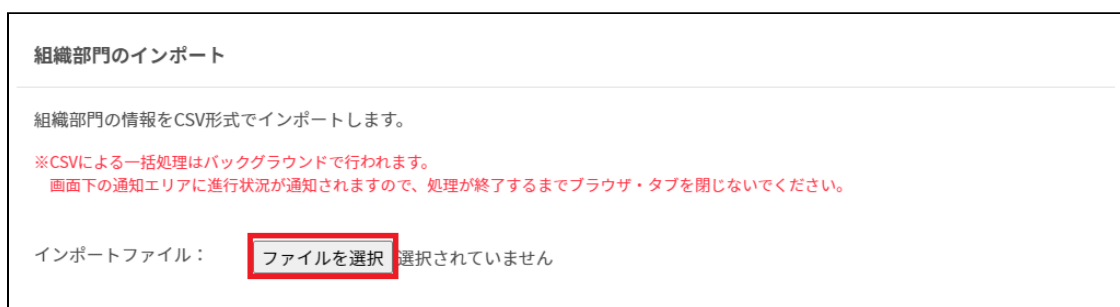 組織部門のインポート
組織部門の情報をCSV形式でインポートします。
※CSVによる一括処理はバックグラウンドで行われます。
画面下の通知エリアに進行状況が通知されますので、処理が終了するまでブラウザ・タブを閉じないでください。
インポートファイル： ファイルを選択 選択されていません